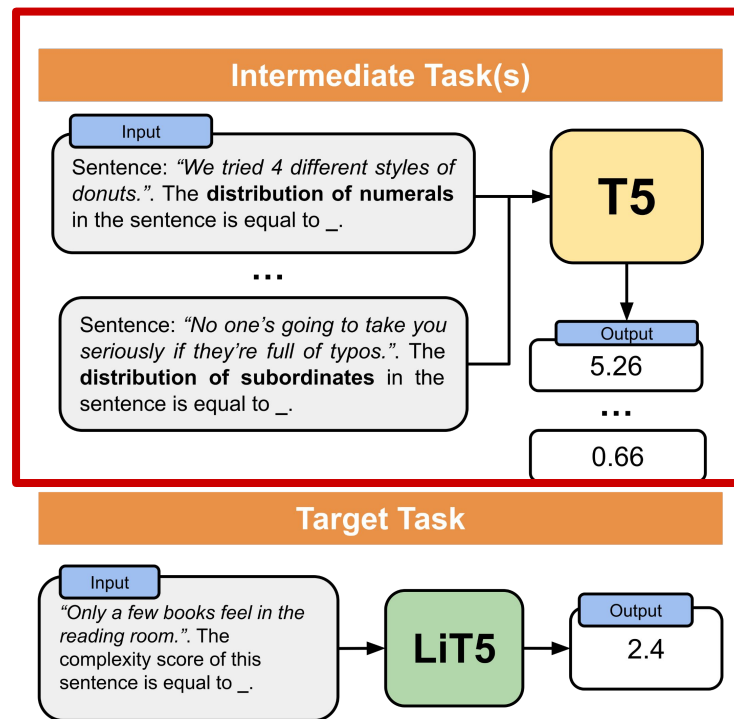 Intermediate Task(s)
Input
Sentence: “We tried 4 different styles of
donuts.”. The distribution of numerals
in the sentence is equal to _.
...
Sentence: “No one’s going to take you
seriously if they’re full of typos.”. The
distribution of subordinates in the
sentence is equal to _.
T5
Output
5.26
...
0.66
Target Task
Input
“Only a few books feel in the
reading room.”. The
complexity score of this
sentence is equal to _.
LiT5
Output
2.4